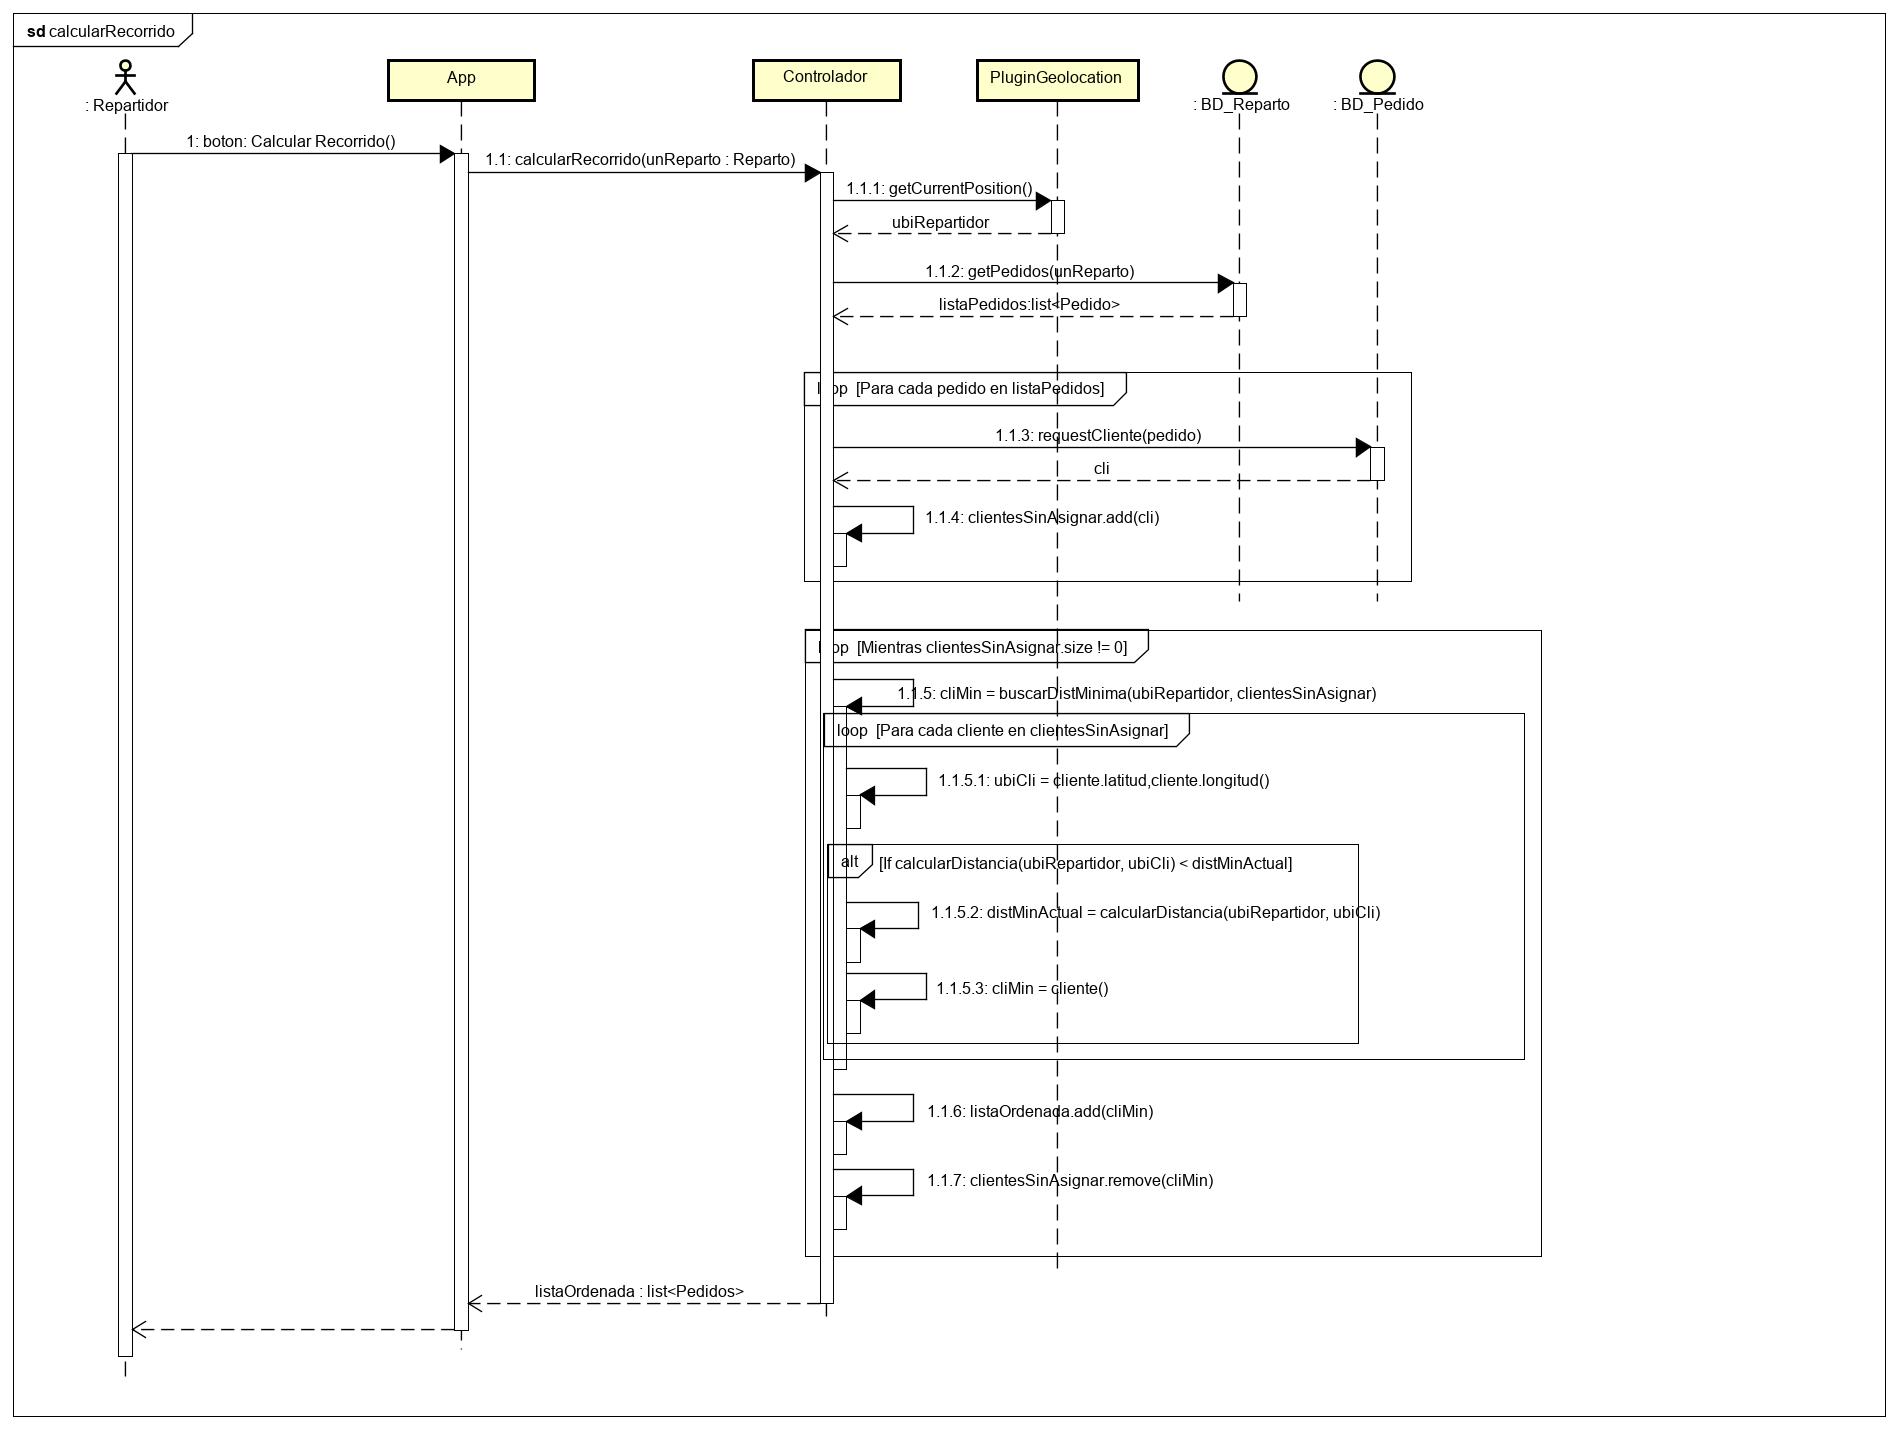 sd calcularRecorrido
: Repartidor
App
Controlador
PluginGeolocation
: BD_Reparto
: BD_Pedido
1: boton: Calcular Recorrido()
1.1: calcularRecorrido(unReparto : Reparto)
1.1.1: getCurrentPosition()
ubiRepartidor
1.1.2: getPedidos(unReparto)
listaPedidos:list<Pedido>
loop [Para cada pedido en listaPedidos]
1.1.3: requestCliente(pedido)
cli
1.1.4: clientesSinAsignar.add(cli)
loop [Mientras clientesSinAsignar.size != 0]
1.1.5: cliMin = buscarDistMinima(ubiRepartidor, clientesSinAsignar)
loop [Para cada cliente en clientesSinAsignar]
1.1.5.1: ubiCli = cliente.latitud,cliente.longitud()
alt [If calcularDistancia(ubiRepartidor, ubiCli) < distMinActual]
1.1.5.2: distMinActual = calcularDistancia(ubiRepartidor, ubiCli)
1.1.5.3: cliMin = cliente()
1.1.6: listaOrdenada.add(cliMin)
1.1.7: clientesSinAsignar.remove(cliMin)
listaOrdenada : list<Pedidos>